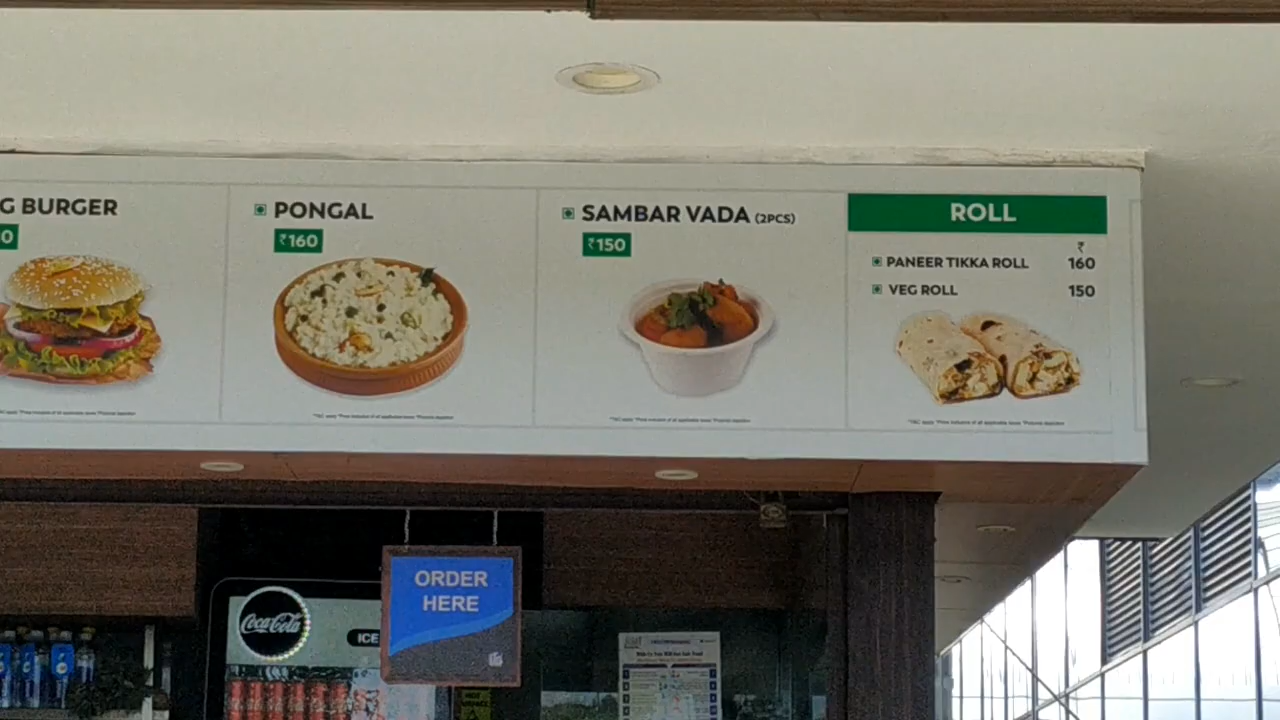 G BURGER
0
PONGAL
₹160
SAMBAR VADA (2PCS)
₹150
ROLL
₹
PANEER TIKKA ROLL 160
VEG ROLL 150
ORDER
HERE
Coca-Cola
ICE